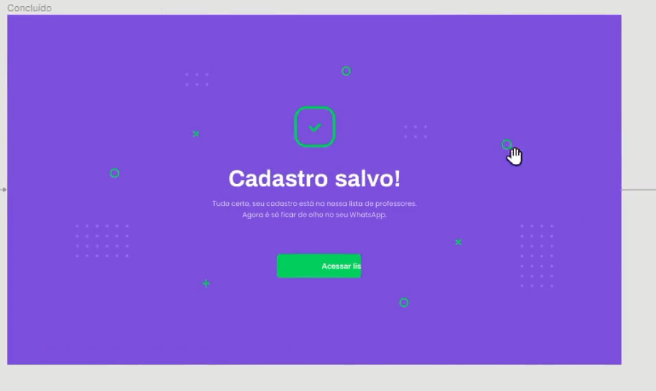 Concluído
Cadastro salvo!
Tudo certo, seu cadastro está na nossa lista de professores.
Agora é só ficar de olho no seu WhatsApp.
Acessar lis